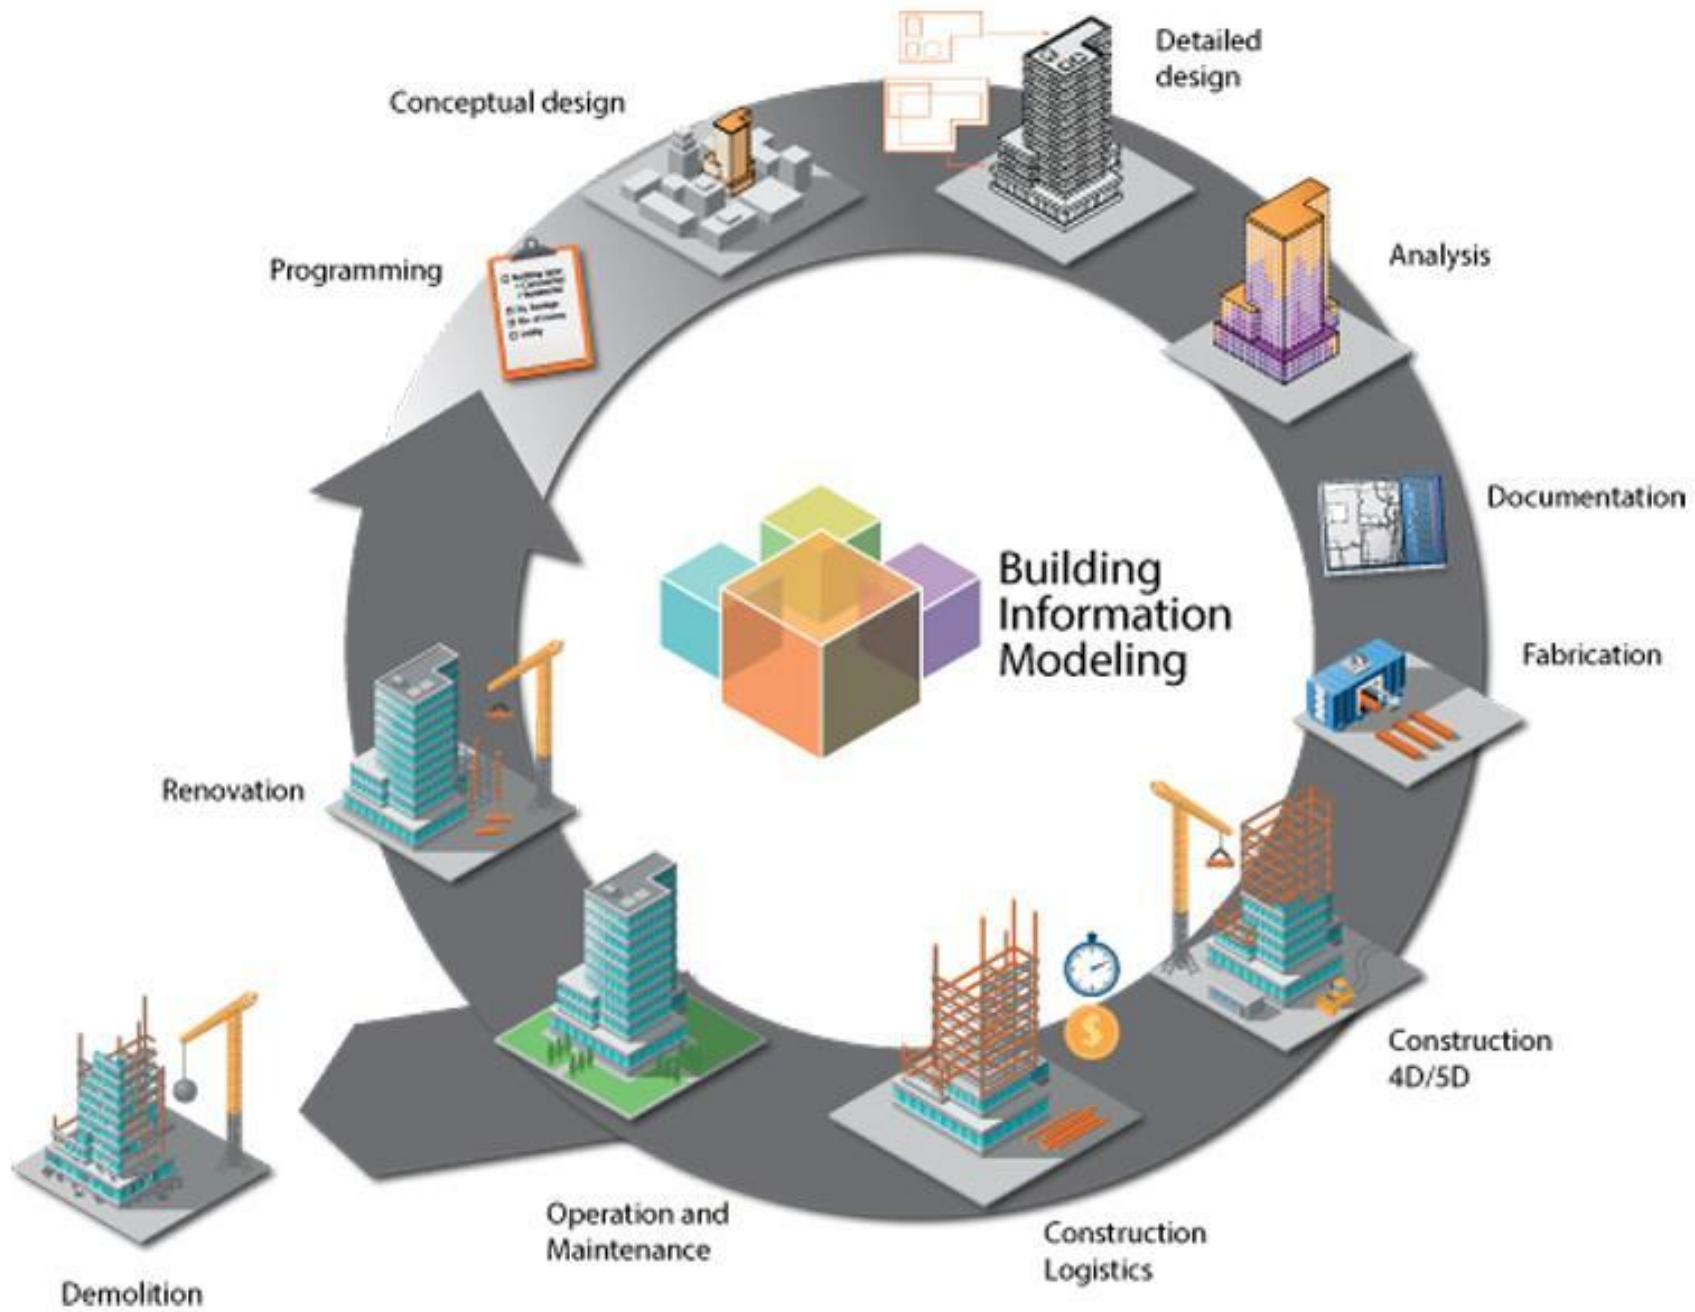 Detailed
design
Conceptual design
Programming
Analysis
Documentation
Building
Information
Modeling
Fabrication
Renovation
$
Construction
4D/5D
Operation and
Maintenance
Construction
Logistics
Demolition